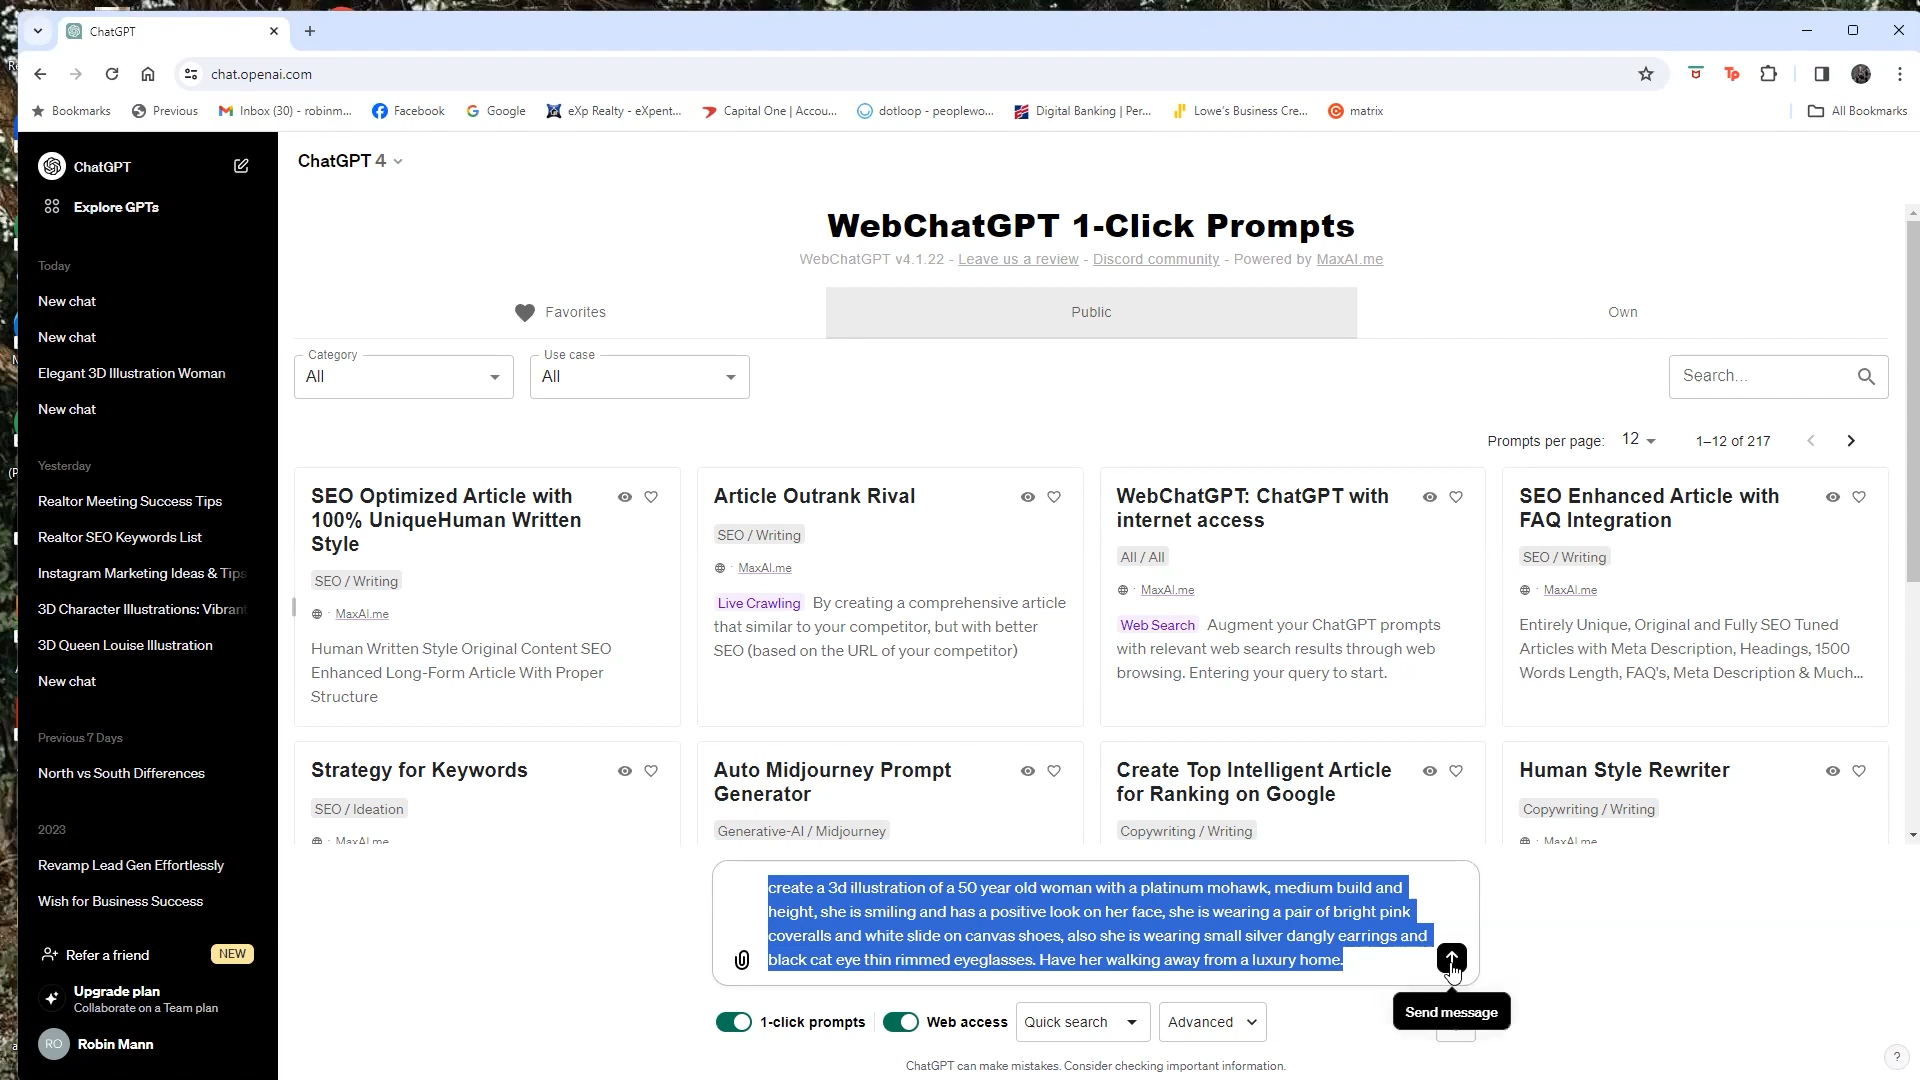 ChatGPT
chat.openai.com
Bookmarks
Previous
Inbox (30) - robinm...
Facebook
Google
eXp Realty - eXpent...
Capital One | Accou...
dotloop - peoplewo...
Digital Banking | Per...
Lowe's Business Cre...
matrix
All Bookmarks
ChatGPT
Explore GPTs
Today
New chat
New chat
Elegant 3D Illustration Woman
New chat
Yesterday
Realtor Meeting Success Tips
Realtor SEO Keywords List
Instagram Marketing Ideas & Tips
3D Character Illustrations: Vibrant
3D Queen Louise Illustration
New chat
Previous 7 Days
North vs South Differences
2023
Revamp Lead Gen Effortlessly
Wish for Business Success
Refer a friend
NEW
Upgrade plan
Collaborate on a Team plan
RO
Robin Mann
ChatGPT 4
WebChatGPT 1-Click Prompts
WebChatGPT v4.1.22 - Leave us a review - Discord community - Powered by MaxAI.me
Favorites
Public
Own
Category
All
Use case
All
Search...
Prompts per page: 12
1–12 of 217
SEO Optimized Article with
100% UniqueHuman Written
Style
SEO / Writing
· MaxAI.me
Human Written Style Original Content SEO
Enhanced Long-Form Article With Proper
Structure
Article Outrank Rival
SEO / Writing
· MaxAI.me
Live Crawling By creating a comprehensive article
that similar to your competitor, but with better
SEO (based on the URL of your competitor)
WebChatGPT: ChatGPT with
internet access
All / All
· MaxAI.me
Web Search Augment your ChatGPT prompts
with relevant web search results through web
browsing. Entering your query to start.
SEO Enhanced Article with
FAQ Integration
SEO / Writing
· MaxAI.me
Entirely Unique, Original and Fully SEO Tuned
Articles with Meta Description, Headings, 1500
Words Length, FAQ's, Meta Description & Much...
Strategy for Keywords
SEO / Ideation
MaxAI.me
Auto Midjourney Prompt
Generator
Generative-AI / Midjourney
Create Top Intelligent Article
for Ranking on Google
Copywriting / Writing
Human Style Rewriter
Copywriting / Writing
MaxAI.me
create a 3d illustration of a 50 year old woman with a platinum mohawk, medium build and
height, she is smiling and has a positive look on her face, she is wearing a pair of bright pink
coveralls and white slide on canvas shoes, also she is wearing small silver dangly earrings and
black cat eye thin rimmed eyeglasses. Have her walking away from a luxury home.
Send message
1-click prompts
Web access
Quick search
Advanced
ChatGPT can make mistakes. Consider checking important information.
?